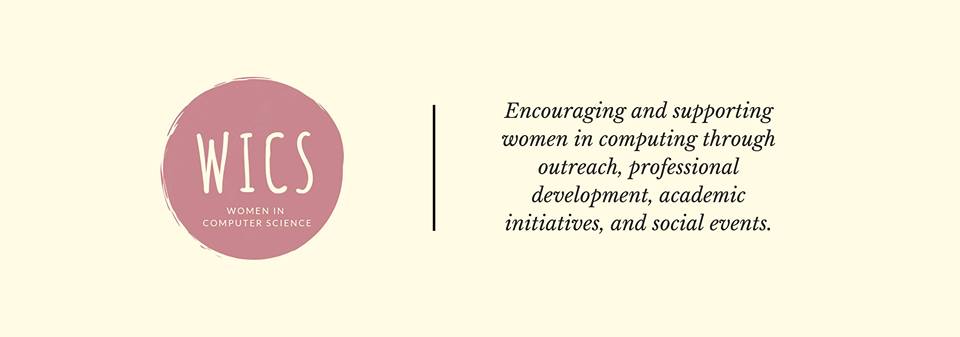 WICS
WOMEN IN
COMPUTER SCIENCE
Encouraging and supporting
women in computing through
outreach, professional
development, academic
initiatives, and social events.